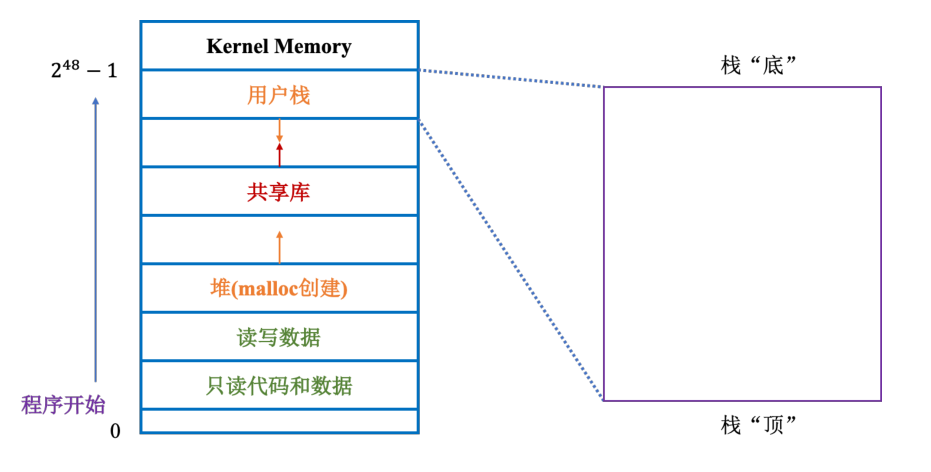 Kernel Memory
2⁴⁸ − 1
用户栈
共享库
堆(malloc创建)
读写数据
只读代码和数据
程序开始
0
栈“底”
栈“顶”